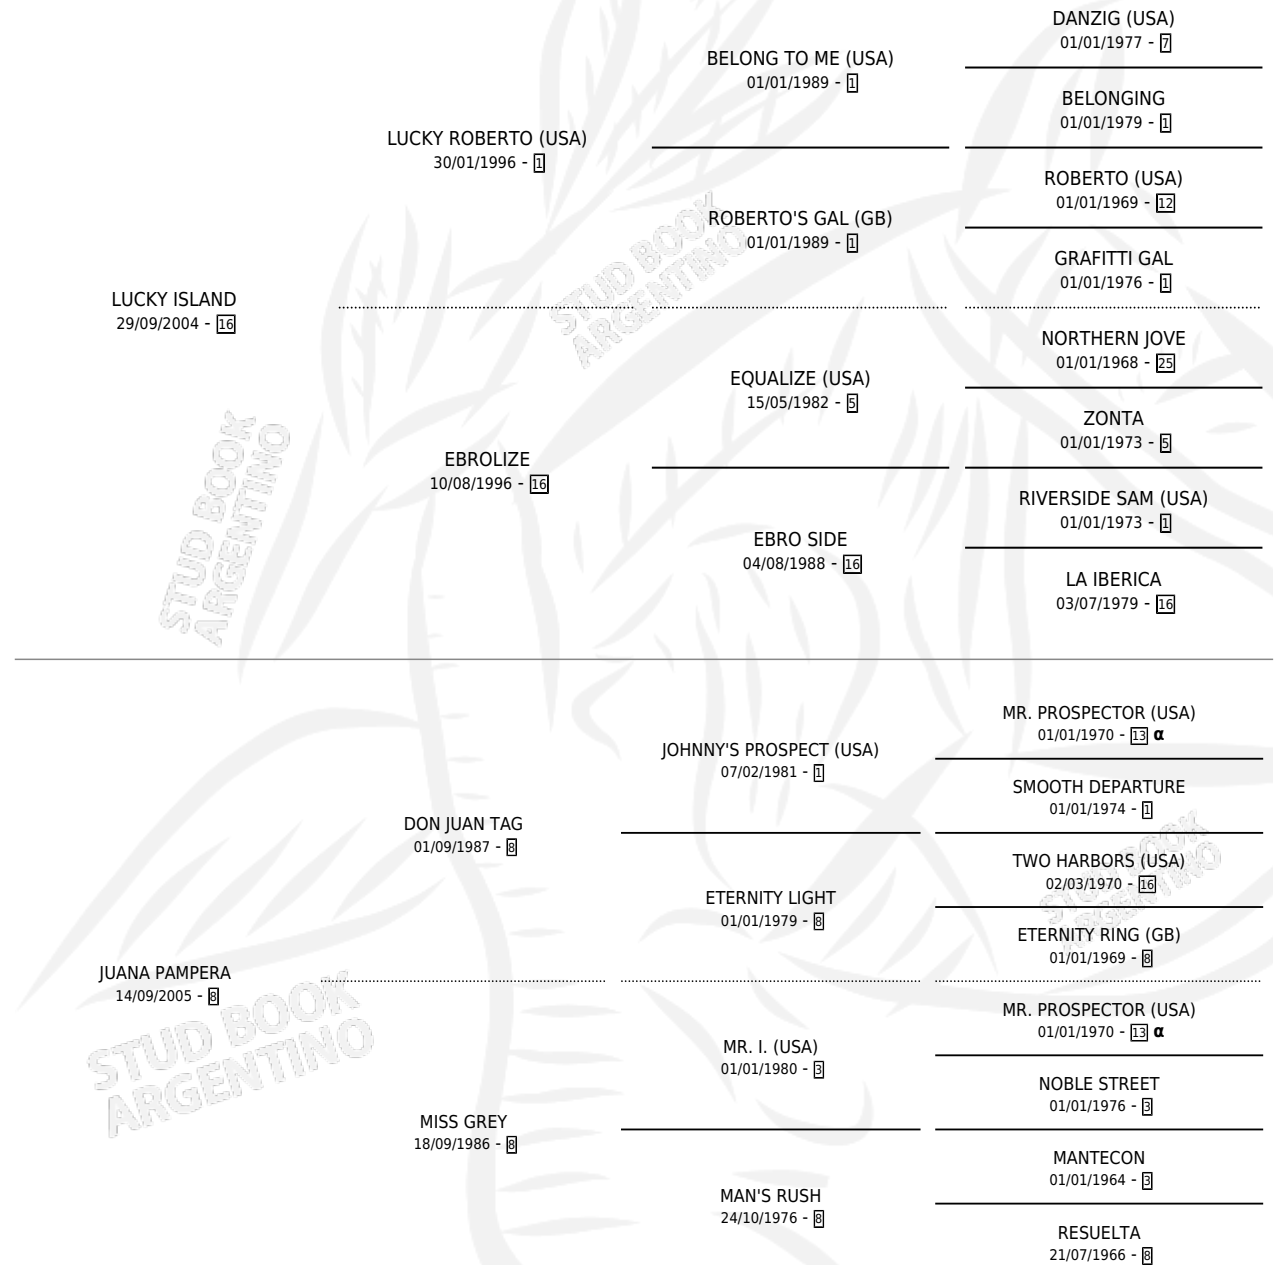 DANZIG (USA)
01/01/1977 - 7
BELONG TO ME (USA)
01/01/1989 - 1
BELONGING
01/01/1979 - 1
LUCKY ROBERTO (USA)
30/01/1996 - 1
ROBERTO (USA)
01/01/1969 - 12
ROBERTO'S GAL (GB)
01/01/1989 - 1
GRAFITTI GAL
01/01/1976 - 1
LUCKY ISLAND
29/09/2004 - 16
NORTHERN JOVE
01/01/1968 - 25
EQUALIZE (USA)
15/05/1982 - 5
ZONTA
01/01/1973 - 5
EBROLIZE
10/08/1996 - 16
RIVERSIDE SAM (USA)
01/01/1973 - 1
EBRO SIDE
04/08/1988 - 16
LA IBERICA
03/07/1979 - 16
MR. PROSPECTOR (USA)
01/01/1970 - 13 α
JOHNNY'S PROSPECT (USA)
07/02/1981 - 1
SMOOTH DEPARTURE
01/01/1974 - 1
DON JUAN TAG
01/09/1987 - 8
TWO HARBORS (USA)
02/03/1970 - 16
ETERNITY LIGHT
01/01/1979 - 8
ETERNITY RING (GB)
01/01/1969 - 8
JUANA PAMPERA
14/09/2005 - 8
MR. PROSPECTOR (USA)
01/01/1970 - 13 α
MR. I. (USA)
01/01/1980 - 3
NOBLE STREET
01/01/1976 - 3
MISS GREY
18/09/1986 - 8
MANTECON
01/01/1964 - 3
MAN'S RUSH
24/10/1976 - 8
RESUELTA
21/07/1966 - 8
STUD BOOK
ARGENTINO
STUD BOOK
ARGENTINO
STUD BOOK
ARGENTINO
STUD BOOK
ARGENTINO